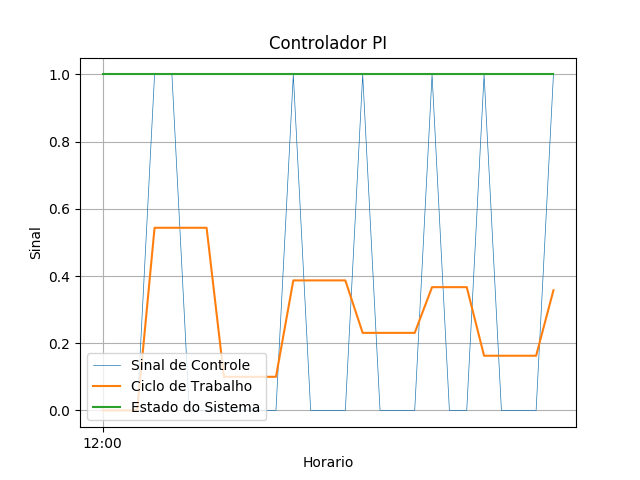 Controlador PI
Sinal
1.0
0.8
0.6
0.4
0.2
0.0
Sinal de Controle
Ciclo de Trabalho
Estado do Sistema
12:00
Horario